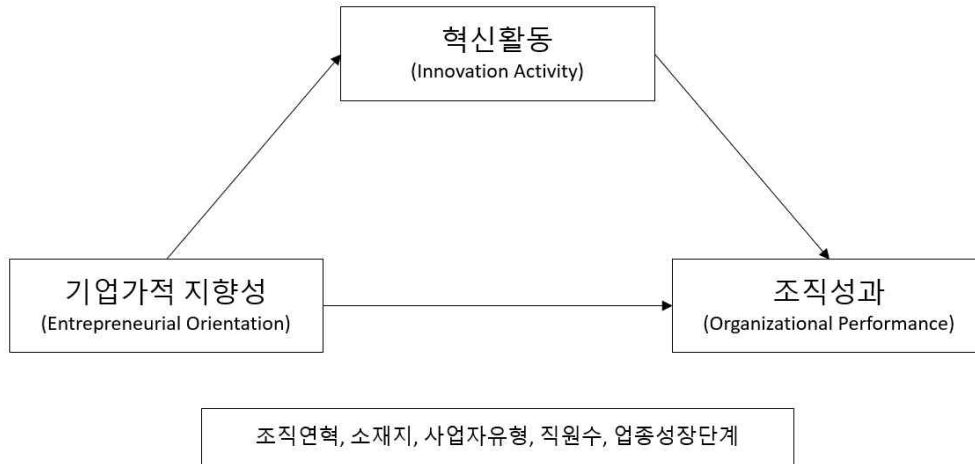 혁신활동
(Innovation Activity)
기업가적 지향성
(Entrepreneurial Orientation)
조직성과
(Organizational Performance)
조직연혁, 소재지, 사업자유형, 직원수, 업종성장단계